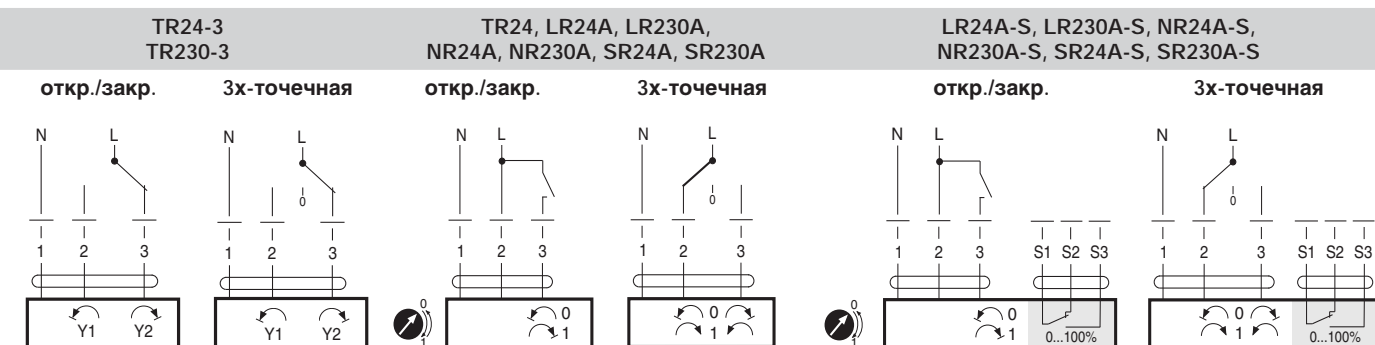 TR24-3
TR230-3
TR24, LR24A, LR230A,
NR24A, NR230A, SR24A, SR230A
LR24A-S, LR230A-S, NR24A-S,
NR230A-S, SR24A-S, SR230A-S
откр./закр. 3х-точечная откр./закр. 3х-точечная откр./закр. 3х-точечная
N L N L N L N L N L N L
0 0 0
1 2 3 1 2 3 1 2 3 1 2 3 1 2 3 S1 S2 S3 1 2 3 S1 S2 S3
Y1 Y2
Y1 Y2
0
1
0
1
0
1
0
1
0
1
0...100%
0
1
0...100%